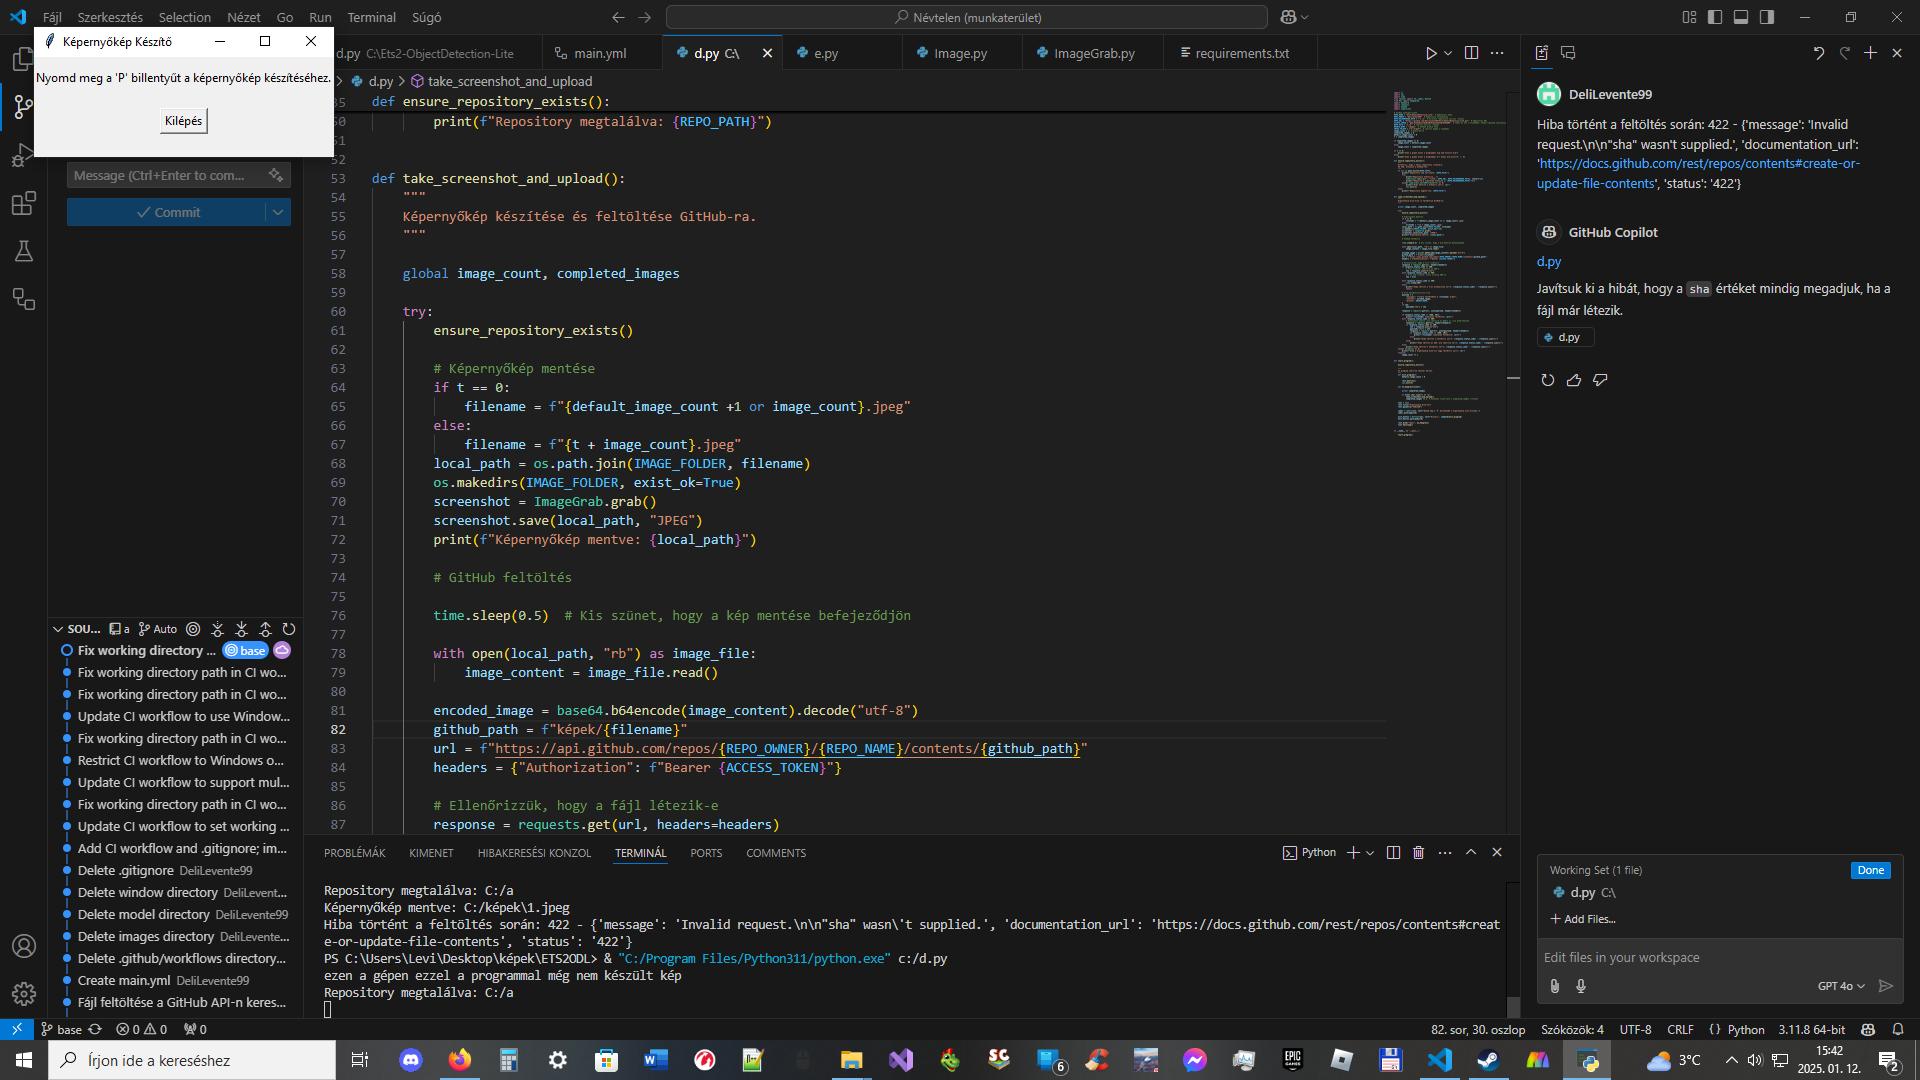 Fájl Szerkesztés Selection Nézet Go Run Terminal Súgó
Névtelen (munkaterület)
Képernyőkép Készítő
Nyomd meg a 'P' billentyűt a képernyőkép készítéséhez.
Kilépés
d.py C:\Ets2-ObjectDetection-Lite
main.yml
d.py C:\
e.py
Image.py
ImageGrab.py
requirements.txt
d.py > take_screenshot_and_upload
Message (Ctrl+Enter to com...
Commit
35 def ensure_repository_exists():
50 print(f"Repository megtalálva: {REPO_PATH}")
51
52
53 def take_screenshot_and_upload():
54 """
55 Képernyőkép készítése és feltöltése GitHub-ra.
56 """
57
58 global image_count, completed_images
59
60 try:
61 ensure_repository_exists()
62
63 # Képernyőkép mentése
64 if t == 0:
65 filename = f"{default_image_count +1 or image_count}.jpeg"
66 else:
67 filename = f"{t + image_count}.jpeg"
68 local_path = os.path.join(IMAGE_FOLDER, filename)
69 os.makedirs(IMAGE_FOLDER, exist_ok=True)
70 screenshot = ImageGrab.grab()
71 screenshot.save(local_path, "JPEG")
72 print(f"Képernyőkép mentve: {local_path}")
73
74 # GitHub feltöltés
75
76 time.sleep(0.5)  # Kis szünet, hogy a kép mentése befejeződjön
77
78 with open(local_path, "rb") as image_file:
79 image_content = image_file.read()
80
81 encoded_image = base64.b64encode(image_content).decode("utf-8")
82 github_path = f"képek/{filename}"
83 url = f"https://api.github.com/repos/{REPO_OWNER}/{REPO_NAME}/contents/{github_path}"
84 headers = {"Authorization": f"Bearer {ACCESS_TOKEN}"}
85
86 # Ellenőrizzük, hogy a fájl létezik-e
87 response = requests.get(url, headers=headers)
SOU... a Auto
Fix working directory ... base
Fix working directory path in CI wo...
Fix working directory path in CI wo...
Update CI workflow to use Window...
Fix working directory path in CI wo...
Restrict CI workflow to Windows o...
Update CI workflow to support mul...
Fix working directory path in CI wo...
Update CI workflow to set working ...
Add CI workflow and .gitignore; im...
Delete .gitignore DeliLevente99
Delete window directory DeliLevent...
Delete model directory DeliLevente99
Delete images directory DeliLevente...
Delete .github/workflows directory...
Create main.yml DeliLevente99
Fájl feltöltése a GitHub API-n keres...
PROBLÉMÁK KIMENET HIBAKERESÉSI KONZOL TERMINÁL PORTS COMMENTS
Python
Repository megtalálva: C:/a
Képernyőkép mentve: C:/képek\1.jpeg
Hiba történt a feltöltés során: 422 - {'message': 'Invalid request.\n\n"sha" wasn\'t supplied.', 'documentation_url': 'https://docs.github.com/rest/repos/contents#creat
e-or-update-file-contents', 'status': '422'}
PS C:\Users\Levi\Desktop\képek\ETS2ODL> & "C:/Program Files/Python311/python.exe" c:/d.py
ezen a gépen ezzel a programmal még nem készült kép
Repository megtalálva: C:/a
DeliLevente99
Hiba történt a feltöltés során: 422 - {'message': 'Invalid
request.\n\n"sha" wasn't supplied.', 'documentation_url':
'https://docs.github.com/rest/repos/contents#create-or-
update-file-contents', 'status': '422'}
GitHub Copilot
d.py
Javítsuk ki a hibát, hogy a sha értéket mindig megadjuk, ha a
fájl már létezik.
d.py
Working Set (1 file)
Done
d.py C:\
+ Add Files...
Edit files in your workspace
GPT 4o
base 0 0 0
82. sor, 30. oszlop Szóközök: 4 UTF-8 CRLF {} Python 3.11.8 64-bit
Írjon ide a kereséshez
SC
6
EPIC GAMES
3°C
15:42
2025. 01. 12.
2